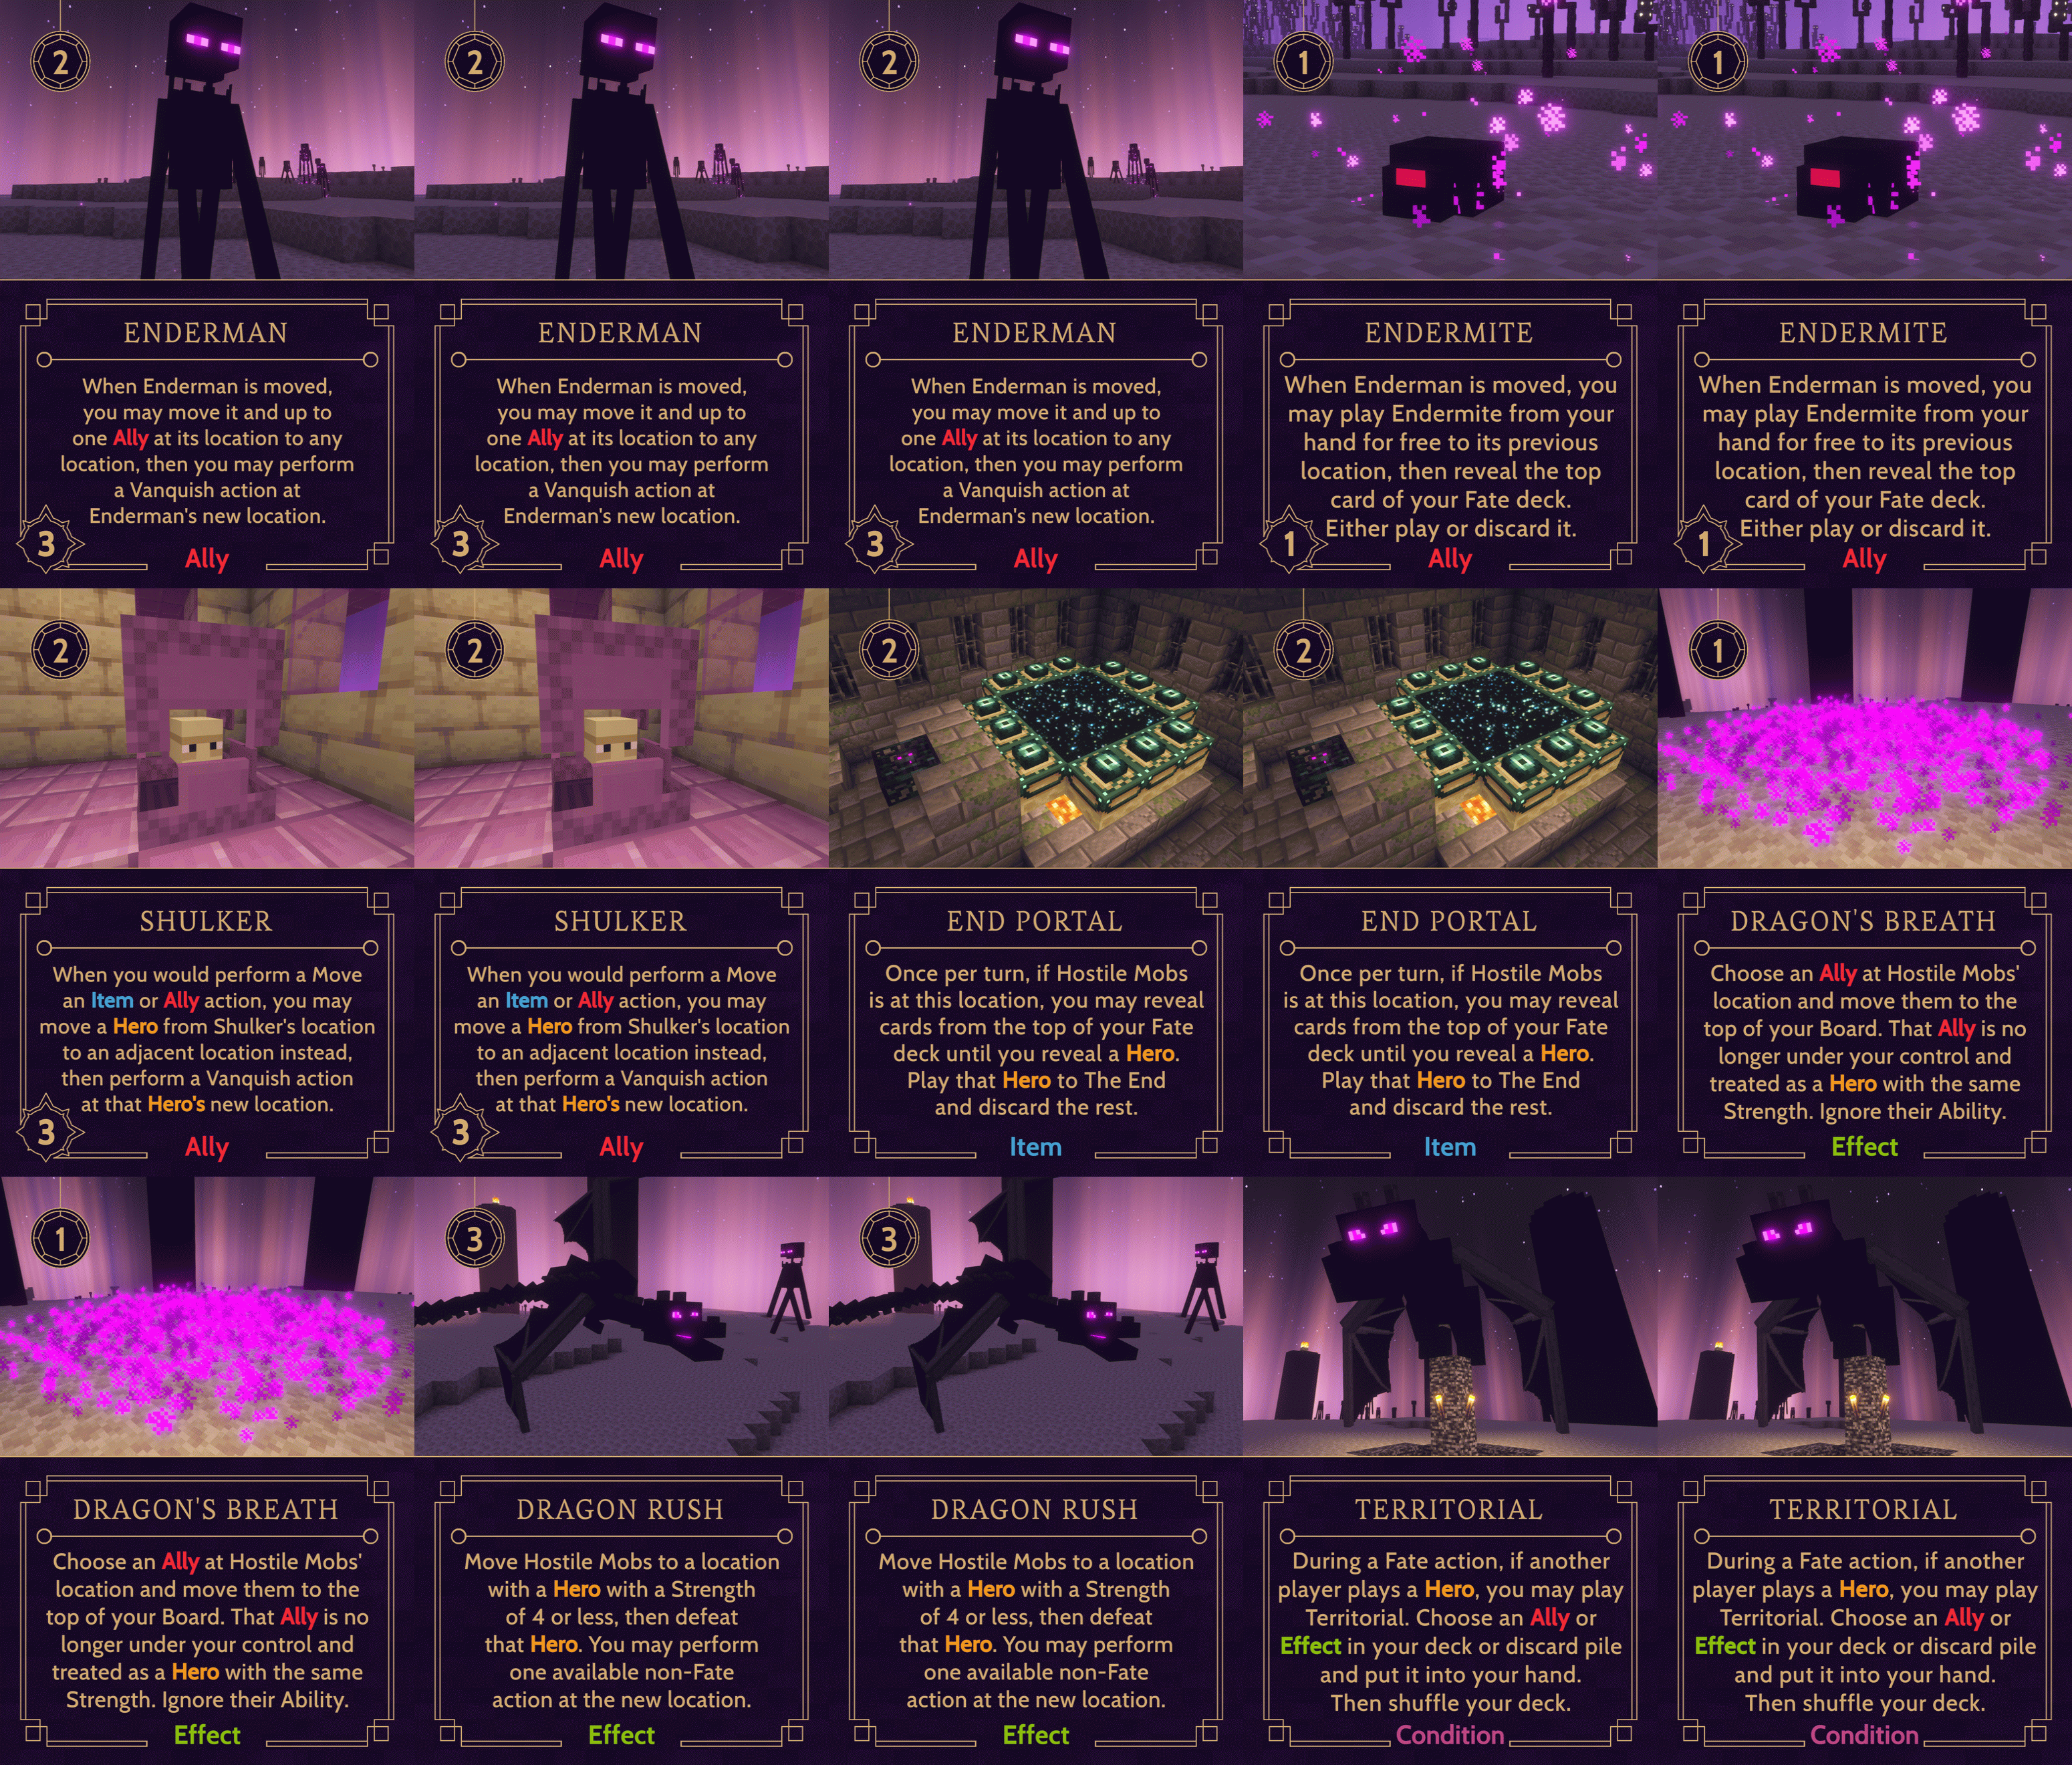 2
ENDERMAN
When Enderman is moved,
you may move it and up to
one Ally at its location to any
location, then you may perform
a Vanquish action at
Enderman's new location.
3
Ally
2
ENDERMAN
When Enderman is moved,
you may move it and up to
one Ally at its location to any
location, then you may perform
a Vanquish action at
Enderman's new location.
3
Ally
2
ENDERMAN
When Enderman is moved,
you may move it and up to
one Ally at its location to any
location, then you may perform
a Vanquish action at
Enderman's new location.
3
Ally
1
ENDERMITE
When Enderman is moved, you
may play Endermite from your
hand for free to its previous
location, then reveal the top
card of your Fate deck.
Either play or discard it.
1
Ally
1
ENDERMITE
When Enderman is moved, you
may play Endermite from your
hand for free to its previous
location, then reveal the top
card of your Fate deck.
Either play or discard it.
1
Ally
2
SHULKER
When you would perform a Move
an Item or Ally action, you may
move a Hero from Shulker's location
to an adjacent location instead,
then perform a Vanquish action
at that Hero's new location.
3
Ally
2
SHULKER
When you would perform a Move
an Item or Ally action, you may
move a Hero from Shulker's location
to an adjacent location instead,
then perform a Vanquish action
at that Hero's new location.
3
Ally
2
END PORTAL
Once per turn, if Hostile Mobs
is at this location, you may reveal
cards from the top of your Fate
deck until you reveal a Hero.
Play that Hero to The End
and discard the rest.
Item
2
END PORTAL
Once per turn, if Hostile Mobs
is at this location, you may reveal
cards from the top of your Fate
deck until you reveal a Hero.
Play that Hero to The End
and discard the rest.
Item
1
DRAGON'S BREATH
Choose an Ally at Hostile Mobs'
location and move them to the
top of your Board. That Ally is no
longer under your control and
treated as a Hero with the same
Strength. Ignore their Ability.
Effect
1
DRAGON'S BREATH
Choose an Ally at Hostile Mobs'
location and move them to the
top of your Board. That Ally is no
longer under your control and
treated as a Hero with the same
Strength. Ignore their Ability.
Effect
3
DRAGON RUSH
Move Hostile Mobs to a location
with a Hero with a Strength
of 4 or less, then defeat
that Hero. You may perform
one available non-Fate
action at the new location.
Effect
3
DRAGON RUSH
Move Hostile Mobs to a location
with a Hero with a Strength
of 4 or less, then defeat
that Hero. You may perform
one available non-Fate
action at the new location.
Effect
TERRITORIAL
During a Fate action, if another
player plays a Hero, you may play
Territorial. Choose an Ally or
Effect in your deck or discard pile
and put it into your hand.
Then shuffle your deck.
Condition
TERRITORIAL
During a Fate action, if another
player plays a Hero, you may play
Territorial. Choose an Ally or
Effect in your deck or discard pile
and put it into your hand.
Then shuffle your deck.
Condition